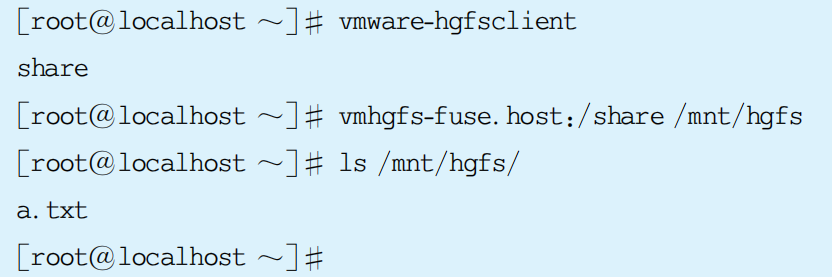 [root@localhost ~]# vmware-hgfsclient
share
[root@localhost ~]# vmhgfs-fuse.host:/share /mnt/hgfs
[root@localhost ~]# ls /mnt/hgfs/
a.txt
[root@localhost ~]#